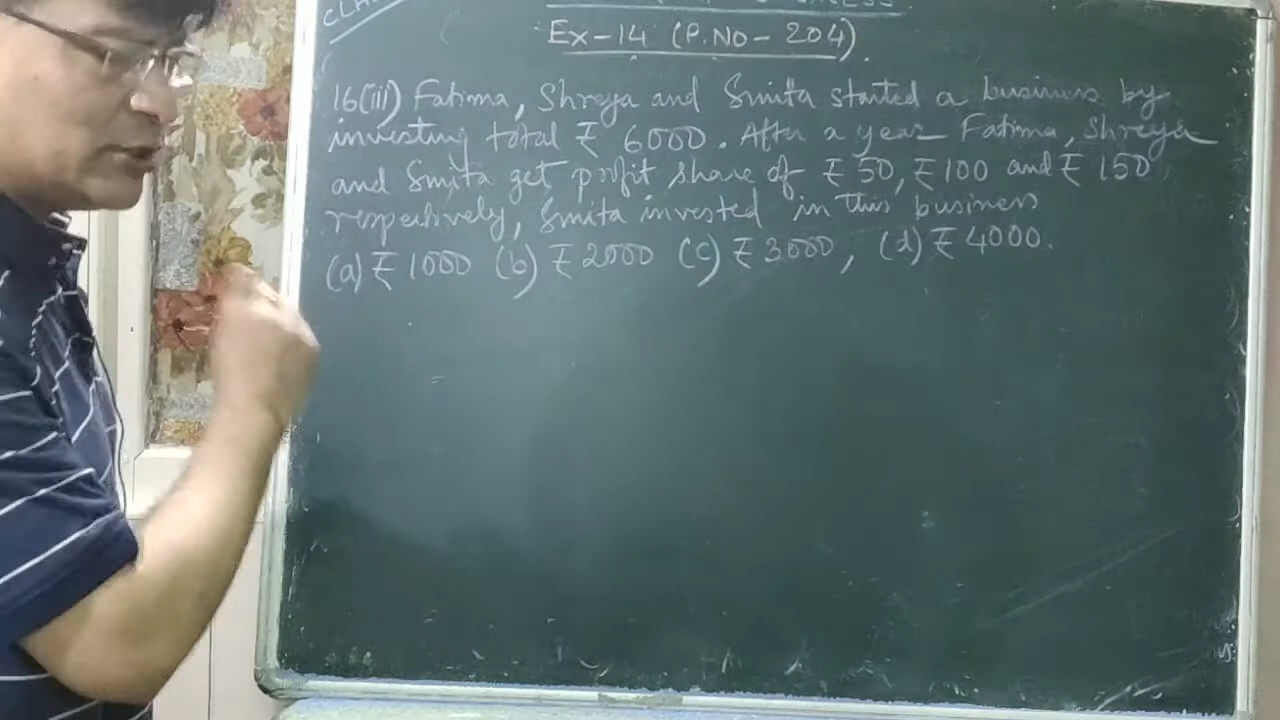 Ex-14 (P.NO- 204).
16(iii) Fatima, Shreya and Smita started a business by
investing total ₹ 6000. After a year Fatima, Shreya
and Smita get profit share of ₹ 50, ₹ 100 and ₹ 150
respectively, Smita invested in this business
(a) ₹ 1000 (b) ₹ 2000 (c) ₹ 3000, (d) ₹ 4000.